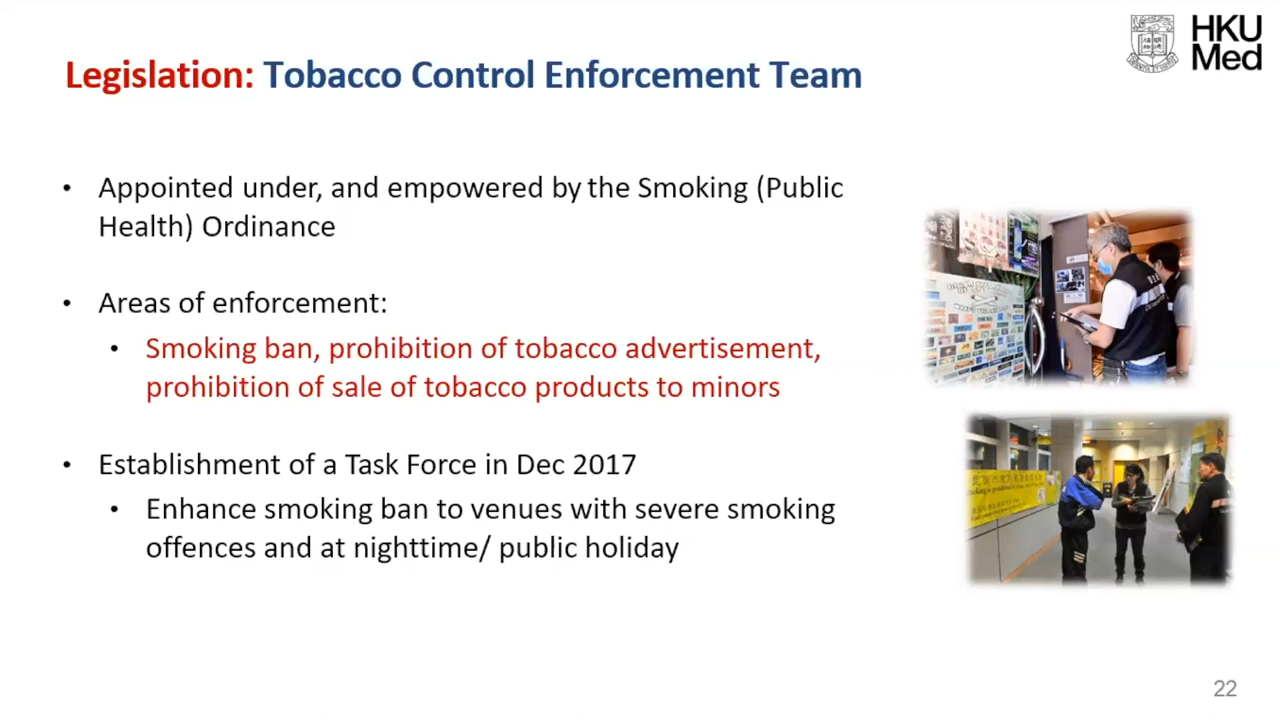 HKU
Med
Legislation: Tobacco Control Enforcement Team
• Appointed under, and empowered by the Smoking (Public
Health) Ordinance
• Areas of enforcement:
• Smoking ban, prohibition of tobacco advertisement,
prohibition of sale of tobacco products to minors
• Establishment of a Task Force in Dec 2017
• Enhance smoking ban to venues with severe smoking
offences and at nighttime/ public holiday
22